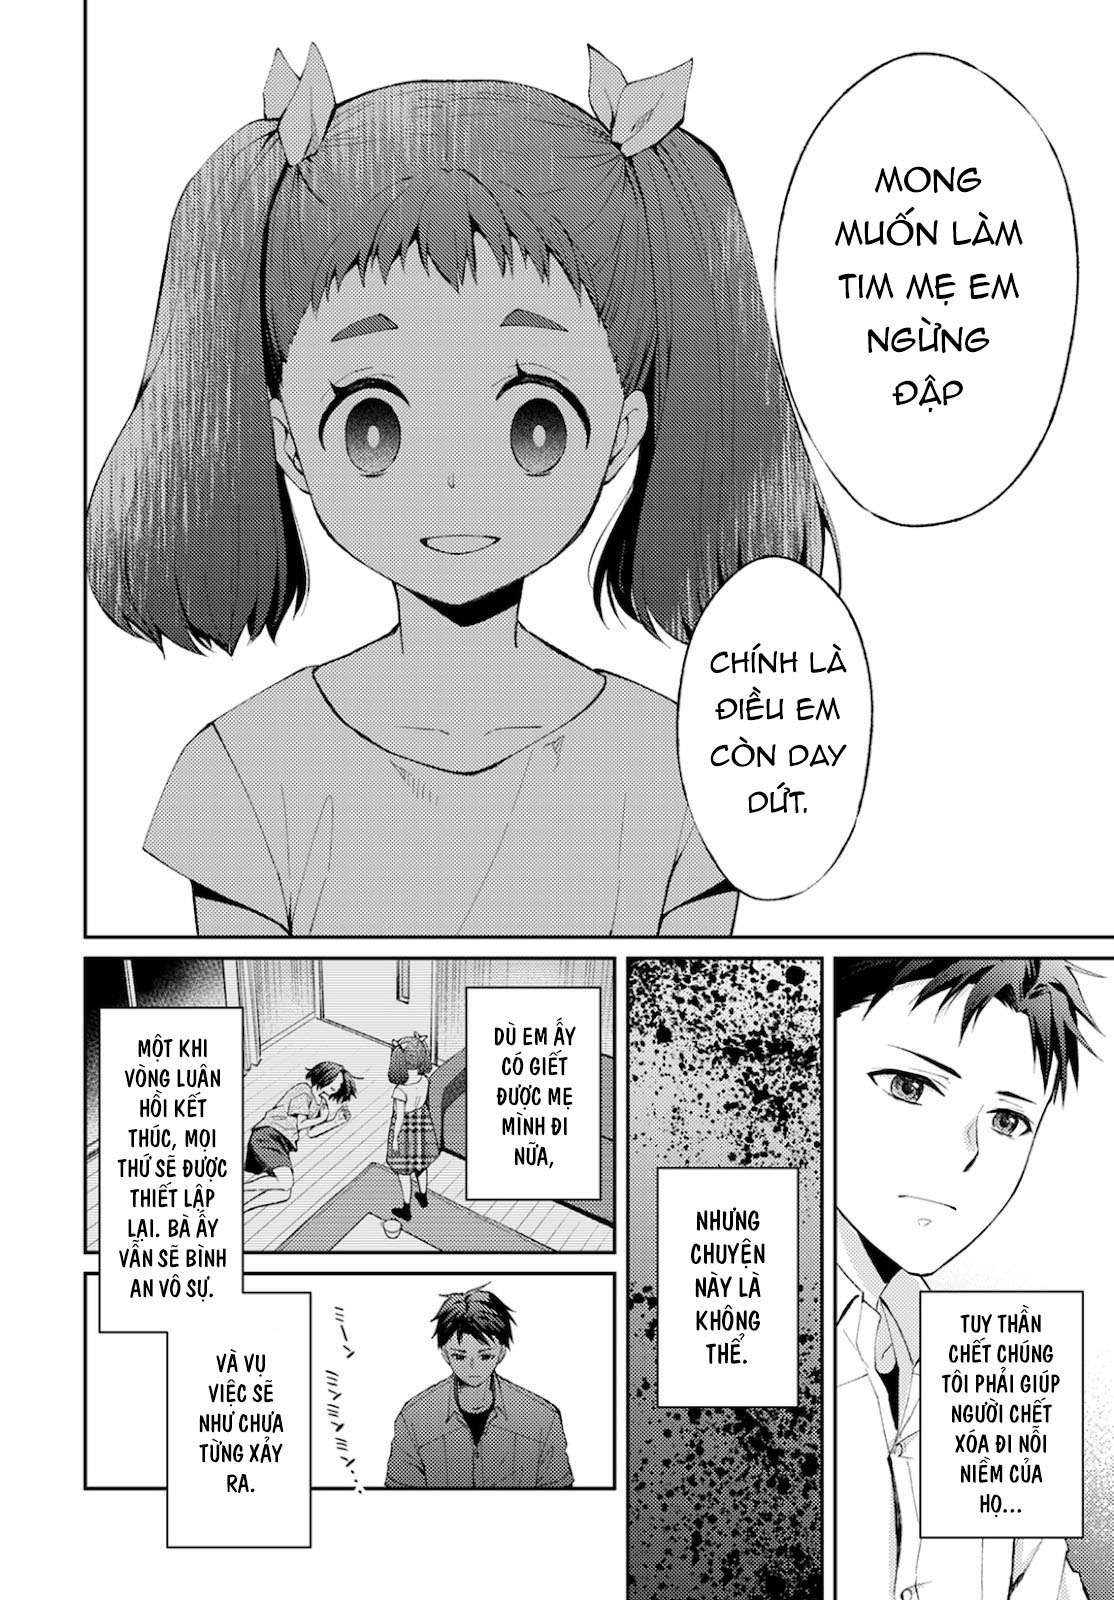 MONG
MUỐN LÀM
TIM MẸ EM
NGỪNG
ĐẬP
CHÍNH LÀ
ĐIỀU EM
CÒN DAY
DỨT.
TUY THẦN
CHẾT CHÚNG
TÔI PHẢI GIÚP
NGƯỜI CHẾT
XÓA ĐI NỖI
NIỀM CỦA
HỌ...
NHƯNG
CHUYỆN
NÀY LÀ
KHÔNG
THỂ.
DÙ EM ẤY
CÓ GIẾT
ĐƯỢC MẸ
MÌNH ĐI
NỮA,
MỘT KHI
VÒNG LUÂN
HỒI KẾT
THÚC, MỌI
THỨ SẼ ĐƯỢC
THIẾT LẬP
LẠI. BÀ ẤY
VẪN SẼ BÌNH
AN VÔ SỰ.
VÀ VỤ
VIỆC SẼ
NHƯ CHƯA
TỪNG XẢY
RA.